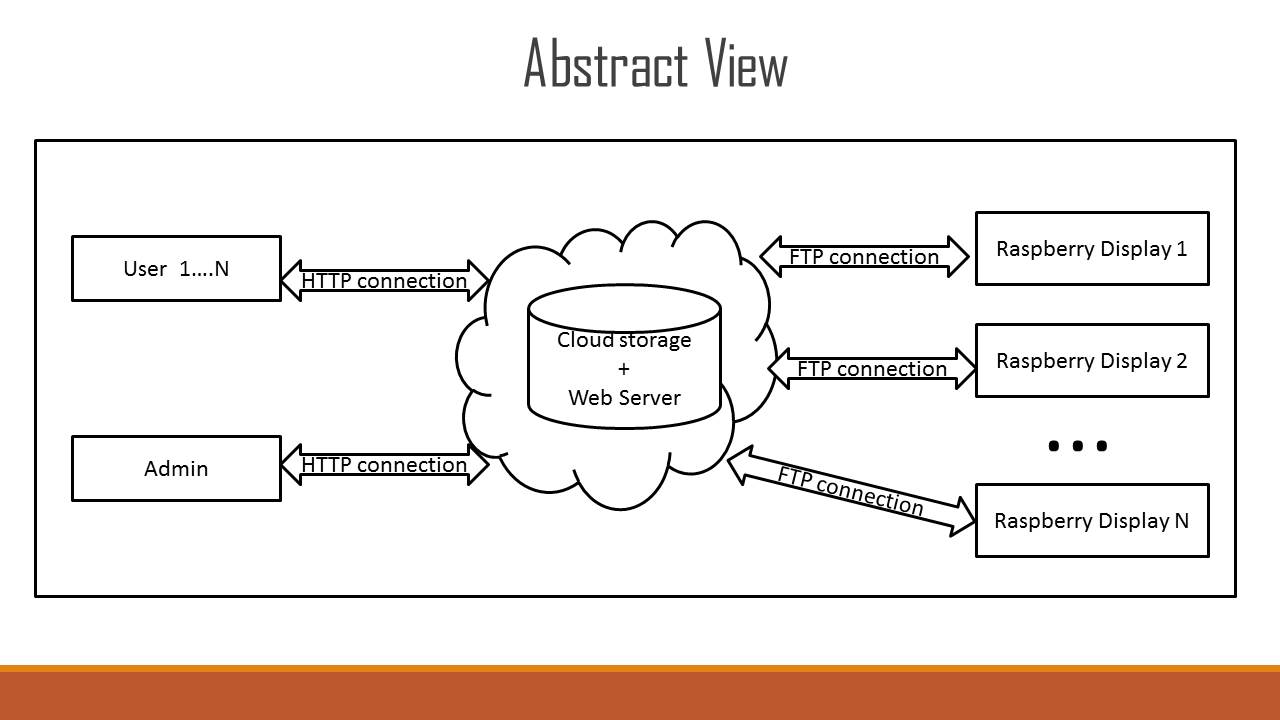 Abstract View
User  1....N
HTTP connection
Admin
HTTP connection
Cloud storage
+
Web Server
FTP connection
Raspberry Display 1
FTP connection
Raspberry Display 2
...
FTP connection
Raspberry Display N